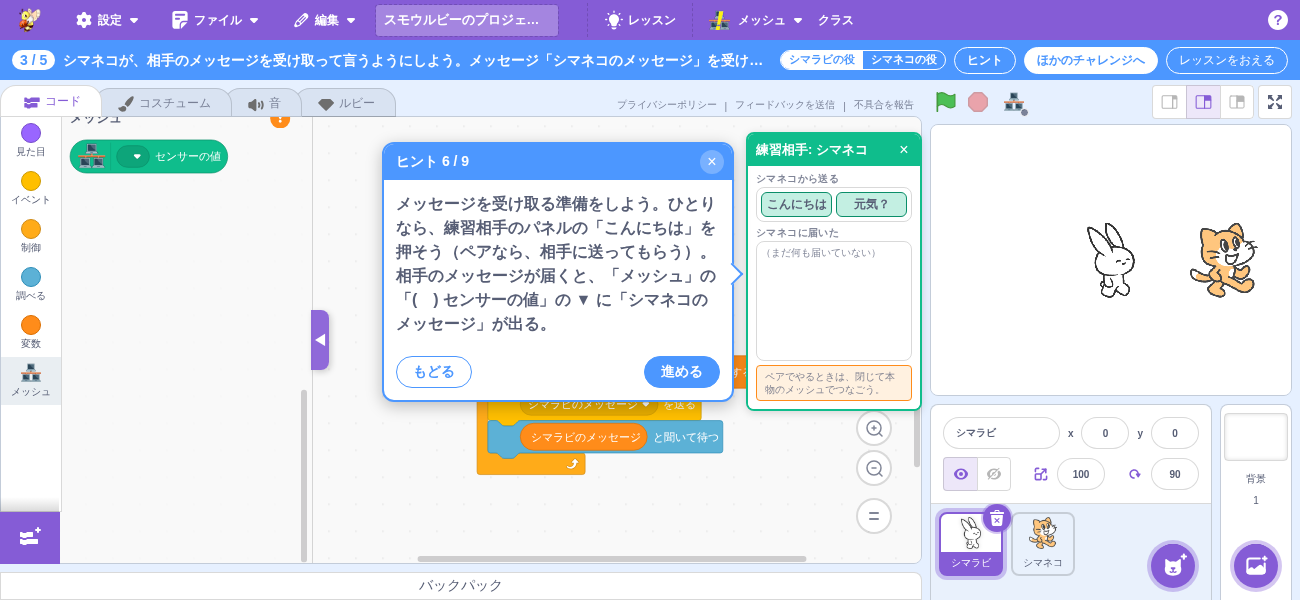 設定
ファイル
編集
スモウルビーのプロジェ…
レッスン
メッシュ
クラス
?
3 / 5
シマネコが、相手のメッセージを受け取って言うようにしよう。メッセージ「シマネコのメッセージ」を受け…
シマラビの役
シマネコの役
ヒント
ほかのチャレンジへ
レッスンをおえる
コード
コスチューム
音
ルビー
プライバシーポリシー | フィードバックを送信 | 不具合を報告
見た目
イベント
制御
調べる
変数
メッシュ
メッシュ
センサーの値
ヒント 6 / 9
×
メッセージを受け取る準備をしよう。ひとり
なら、練習相手のパネルの「こんにちは」を
押そう（ペアなら、相手に送ってもらう）。
相手のメッセージが届くと、「メッシュ」の
「(　) センサーの値」の ▼ に「シマネコの
メッセージ」が出る。
もどる
進める
シマラビのメッセージ
を送る
シマラビのメッセージ
と聞いて待つ
練習相手: シマネコ
×
シマネコから送る
こんにちは
元気？
シマネコに届いた
（まだ何も届いていない）
ペアでやるときは、閉じて本
物のメッシュでつなごう。
バックパック
シマラビ
x
0
y
0
100
90
シマラビ
シマネコ
背景
1